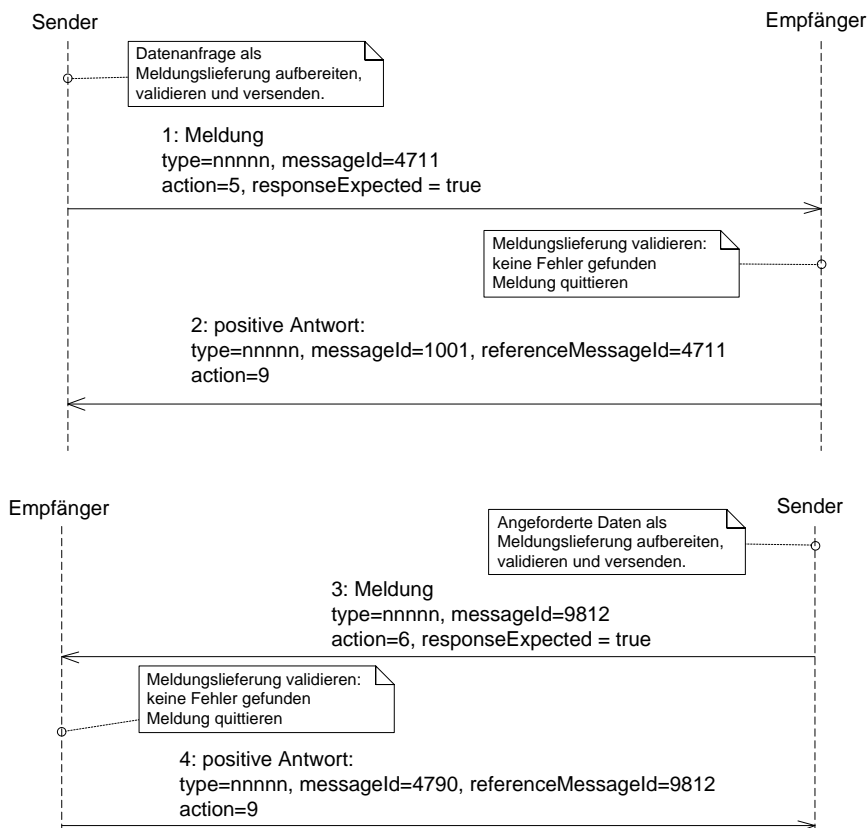 Sender
Empfänger
Datenanfrage als
Meldungslieferung aufbereiten,
validieren und versenden.
1: Meldung
type=nnnnn, messageId=4711
action=5, responseExpected = true
Meldungslieferung validieren:
keine Fehler gefunden
Meldung quittieren
2: positive Antwort:
type=nnnnn, messageId=1001, referenceMessageId=4711
action=9
Empfänger
Sender
Angeforderte Daten als
Meldungslieferung aufbereiten,
validieren und versenden.
3: Meldung
type=nnnnn, messageId=9812
action=6, responseExpected = true
Meldungslieferung validieren:
keine Fehler gefunden
Meldung quittieren
4: positive Antwort:
type=nnnnn, messageId=4790, referenceMessageId=9812
action=9